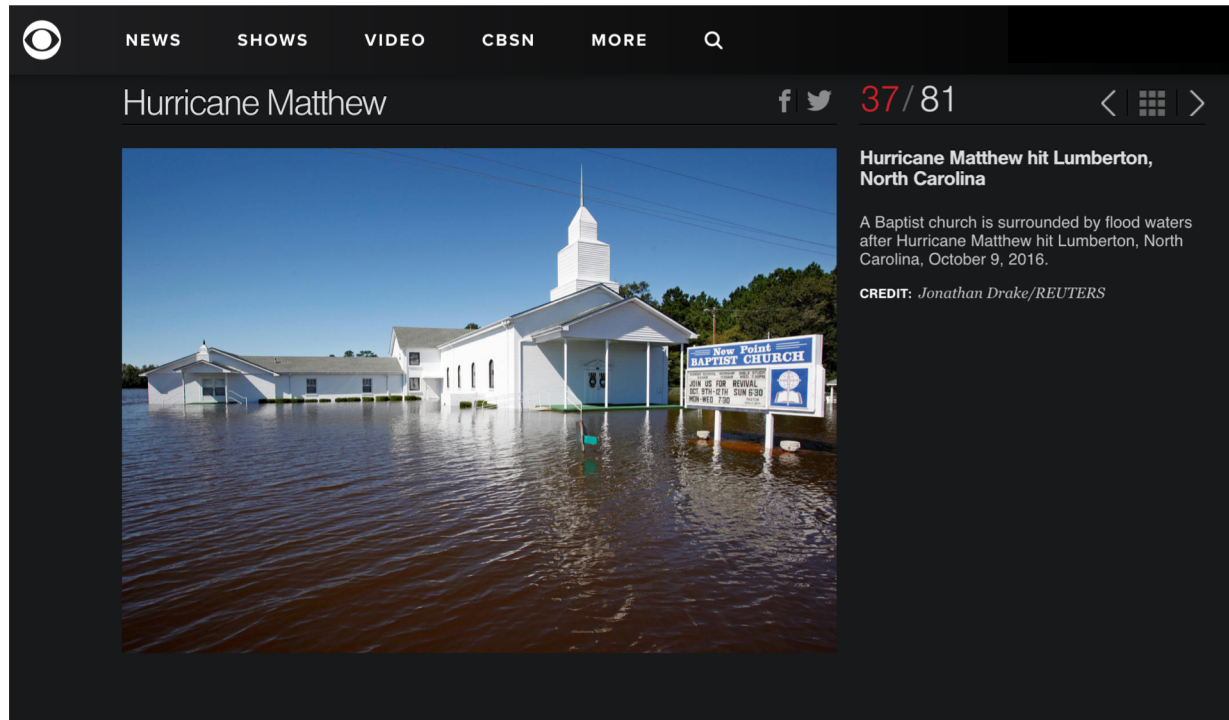 NEWS SHOWS VIDEO CBSN MORE
Hurricane Matthew
37/81
Hurricane Matthew hit Lumberton,
North Carolina
A Baptist church is surrounded by flood waters
after Hurricane Matthew hit Lumberton, North
Carolina, October 9, 2016.
CREDIT: Jonathan Drake/REUTERS
New Point
BAPTIST CHURCH
JOIN US FOR REVIVAL
OCT 9TH-12TH SUN 6:30
MON-WED 7:00